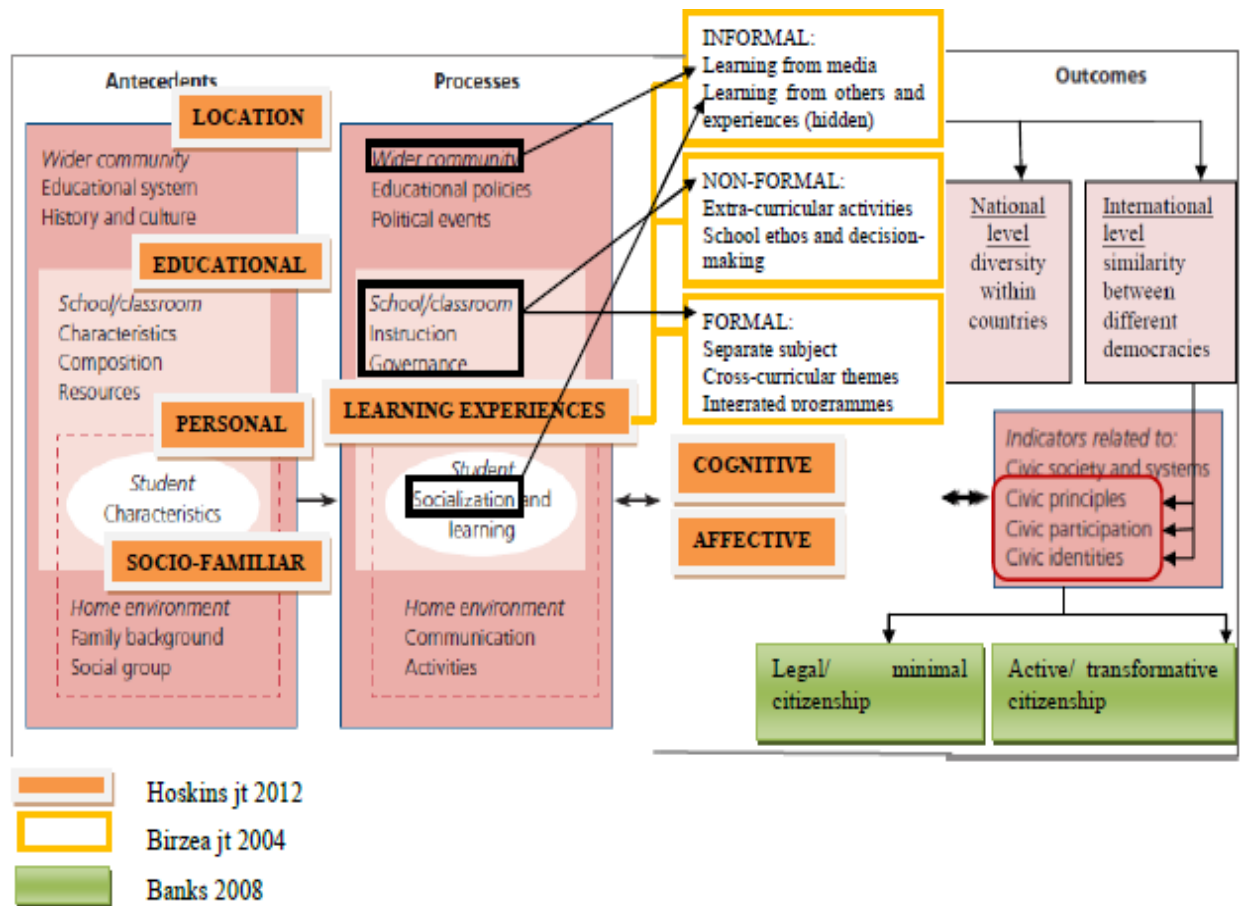 Antecedents
LOCATION
Wider community
Educational system
History and culture
EDUCATIONAL
School/classroom
Characteristics
Composition
Resources
PERSONAL
Student
Characteristics
SOCIO-FAMILIAR
Home environment
Family background
Social group
Processes
Wider community
Educational policies
Political events
School/classroom
Instruction
Governance
LEARNING EXPERIENCES
Student
Socialization and
learning
Home environment
Communication
Activities
INFORMAL:
Learning from media
Learning from others and
experiences (hidden)
NON-FORMAL:
Extra-curricular activities
School ethos and decision-
making
FORMAL:
Separate subject
Cross-curricular themes
Integrated programmes
COGNITIVE
AFFECTIVE
Outcomes
National
level
diversity
within
countries
International
level
similarity
between
different
democracies
Indicators related to:
Civic society and systems
Civic principles
Civic participation
Civic identities
Legal/ minimal
citizenship
Active/ transformative
citizenship
Hoskins jt 2012
Birzea jt 2004
Banks 2008